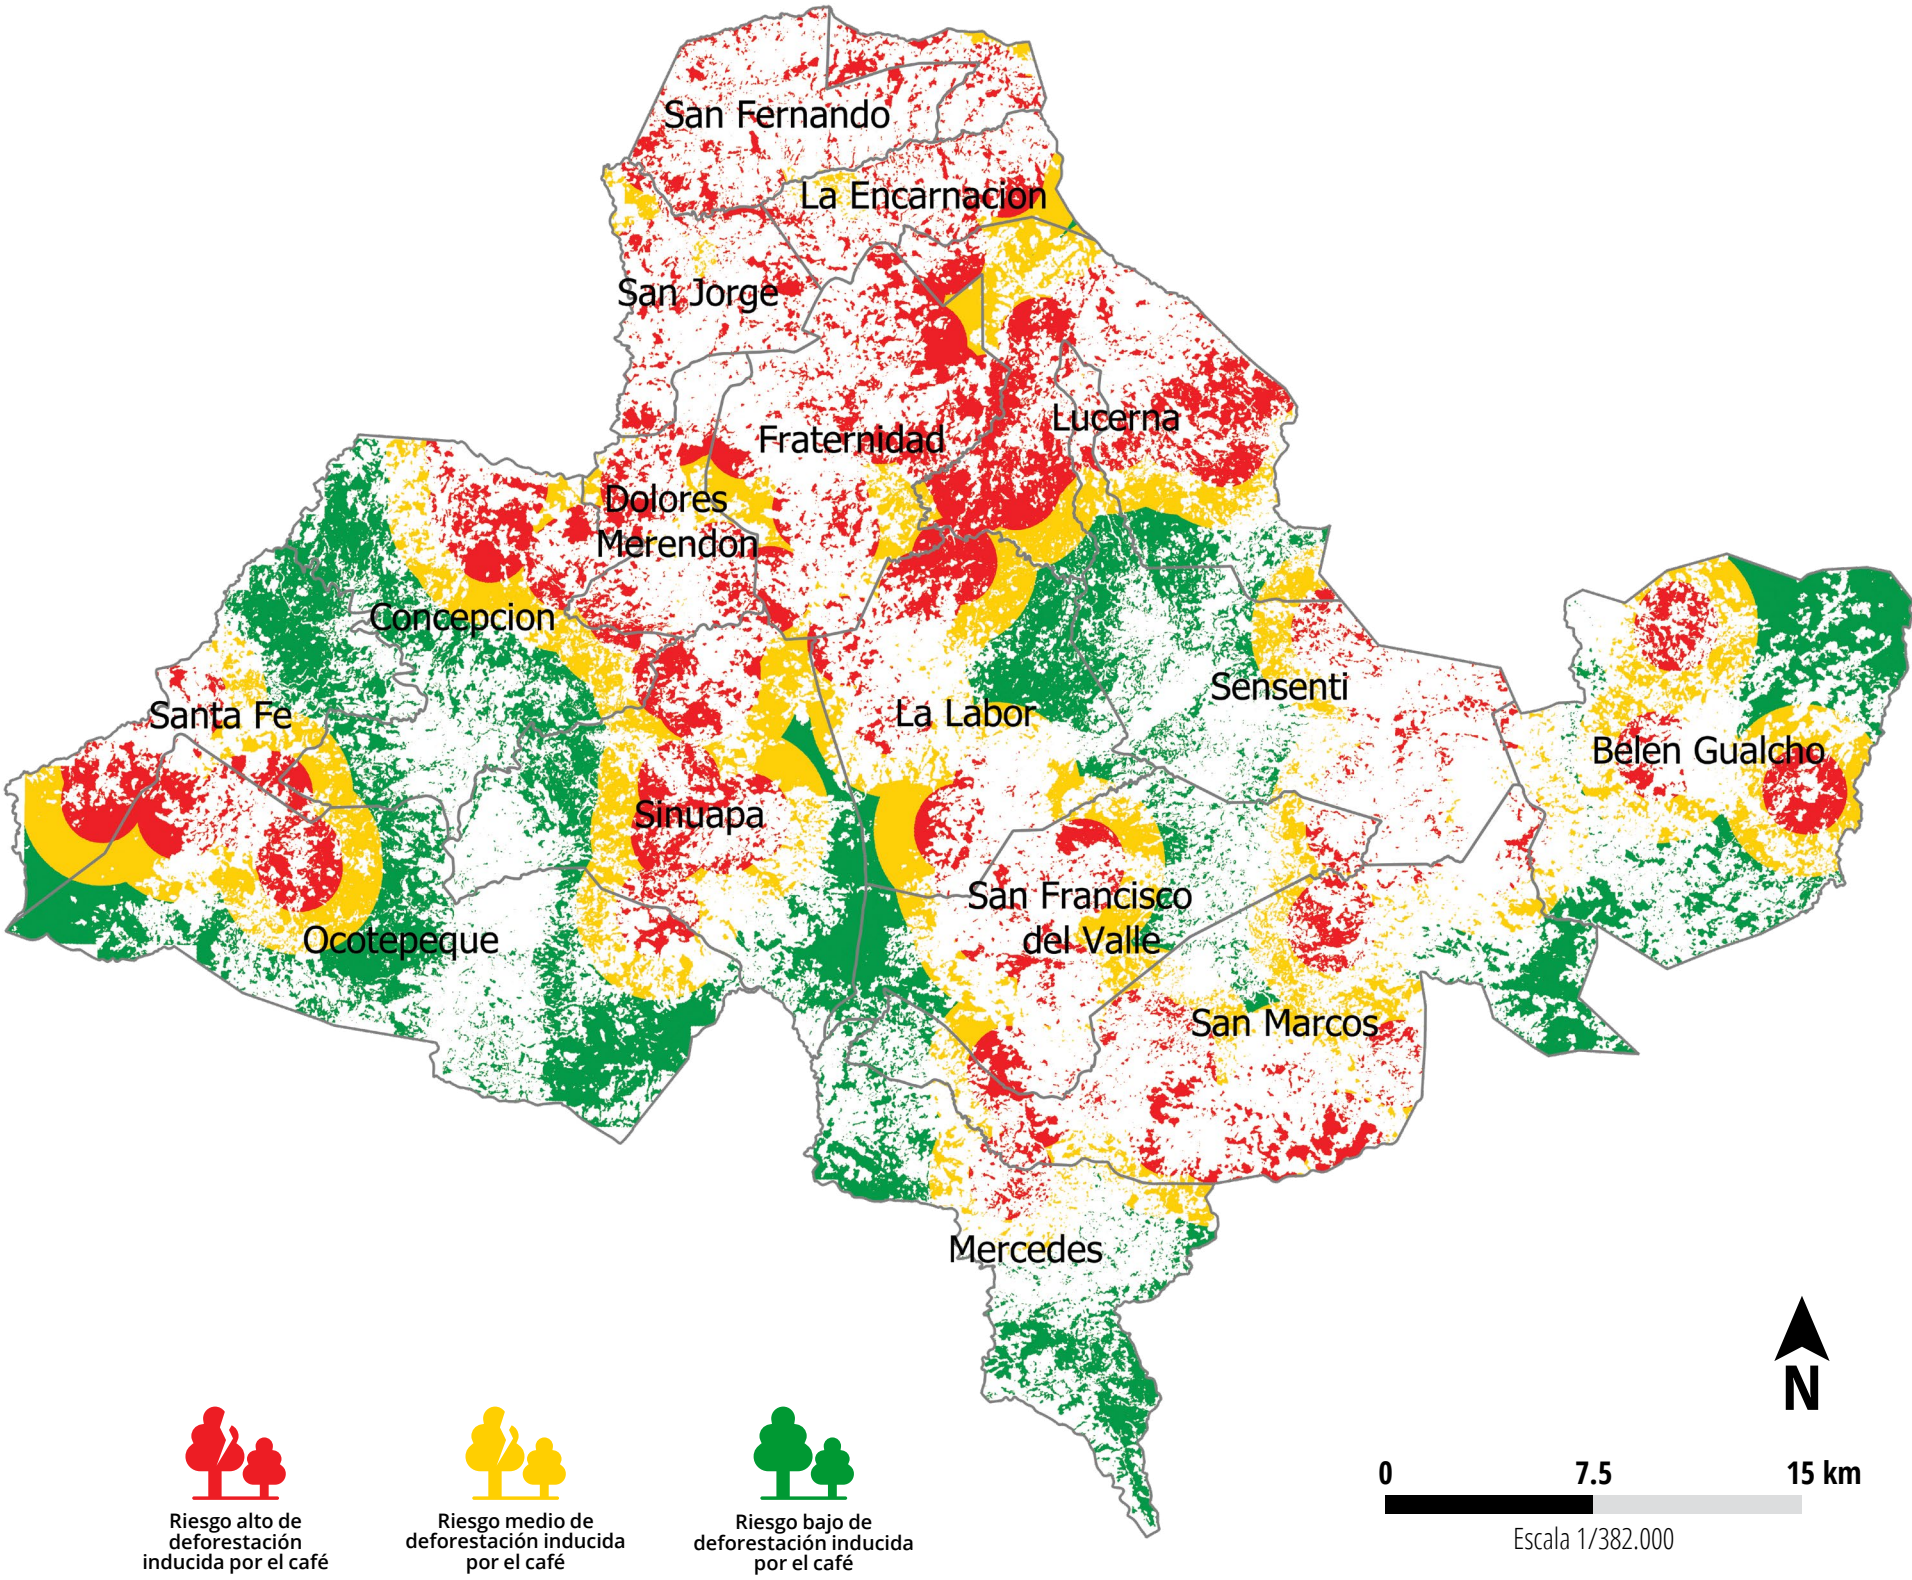 San Fernando
La Encarnacion
San Jorge
Lucerna
Fraternidad
Dolores
Merendon
Concepcion
Sensenti
Santa Fe
La Labor
Belen Gualcho
Sinuapa
San Francisco
del Valle
Ocotepeque
San Marcos
Mercedes
N
0 7.5 15 km
Escala 1/382.000
Riesgo alto de
deforestación
inducida por el café
Riesgo medio de
deforestación inducida
por el café
Riesgo bajo de
deforestación inducida
por el café